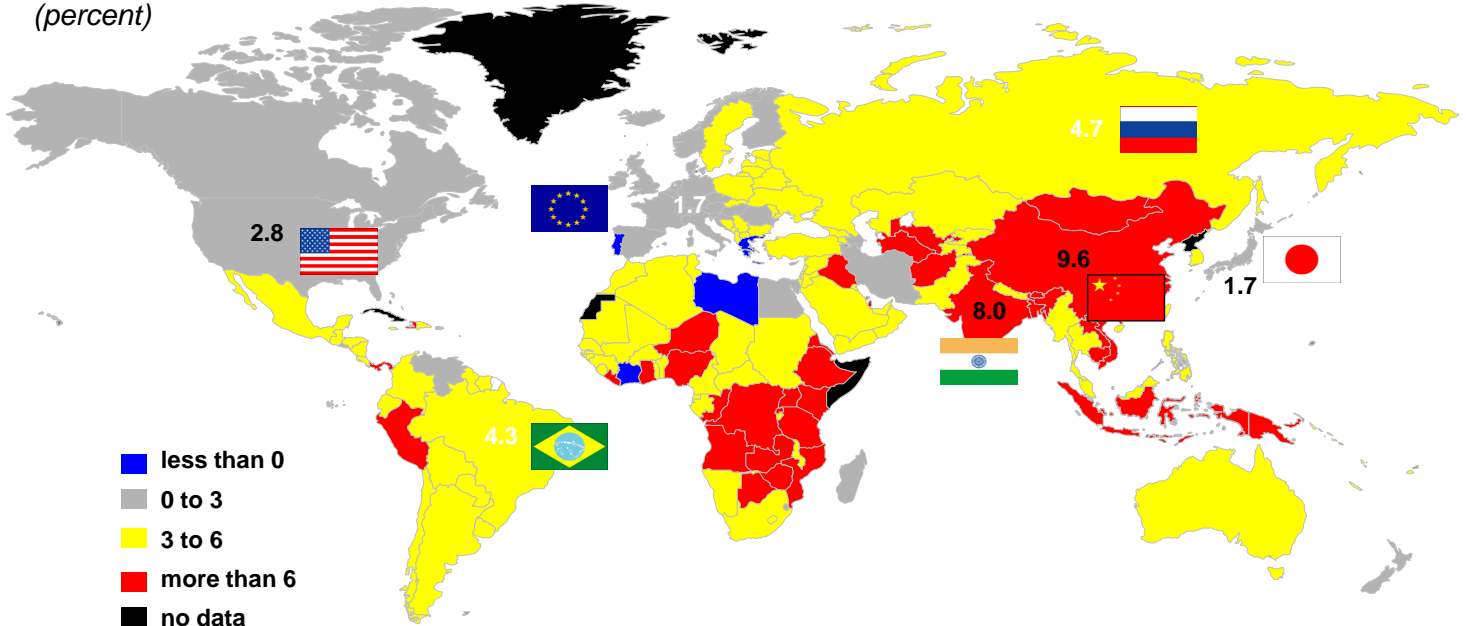 (percent)
4.7
1.7
2.8
9.6
1.7
8.0
4.3
less than 0
0 to 3
3 to 6
more than 6
no data